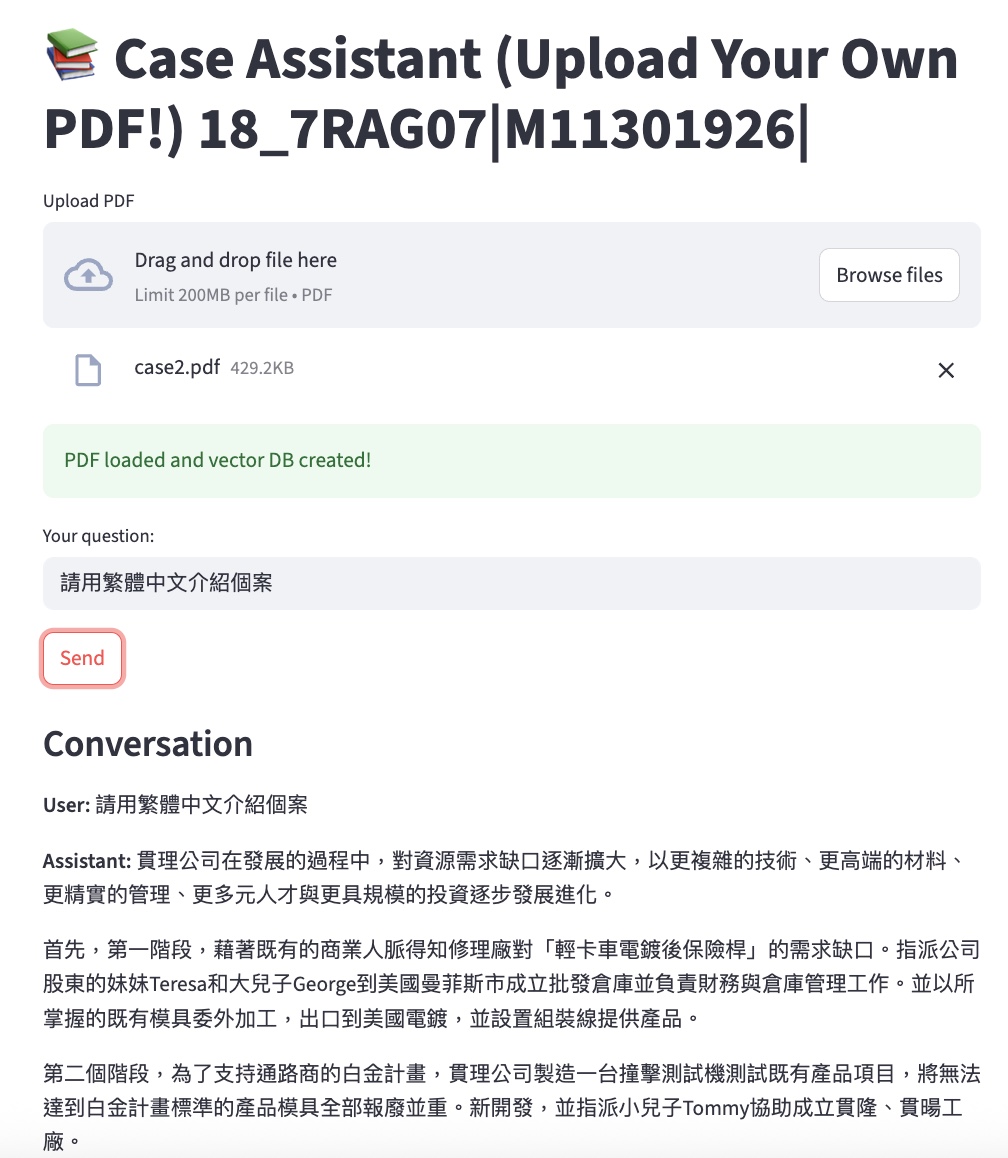 📚 Case Assistant (Upload Your Own
PDF!) 18_7RAG07|M11301926|
Upload PDF
Drag and drop file here
Limit 200MB per file • PDF
Browse files
case2.pdf 429.2KB
PDF loaded and vector DB created!
Your question:
請用繁體中文介紹個案
Send
Conversation
User: 請用繁體中文介紹個案
Assistant: 貫理公司在發展的過程中，對資源需求缺口逐漸擴大，以更複雜的技術、更高端的材料、
更精實的管理、更多元人才與更具規模的投資逐步發展進化。
首先，第一階段，藉著既有的商業人脈得知修理廠對「輕卡車電鍍後保險桿」的需求缺口。指派公司
股東的妹妹Teresa和大兒子George到美國曼菲斯市成立批發倉庫並負責財務與倉庫管理工作。並以所
掌握的既有模具委外加工，出口到美國電鍍，並設置組裝線提供產品。
第二個階段，為了支持通路商的白金計畫，貫理公司製造一台撞擊測試機測試既有產品項目，將無法
達到白金計畫標準的產品模具全部報廢並重。新開發，並指派小兒子Tommy協助成立貫隆、貫暘工
廠。